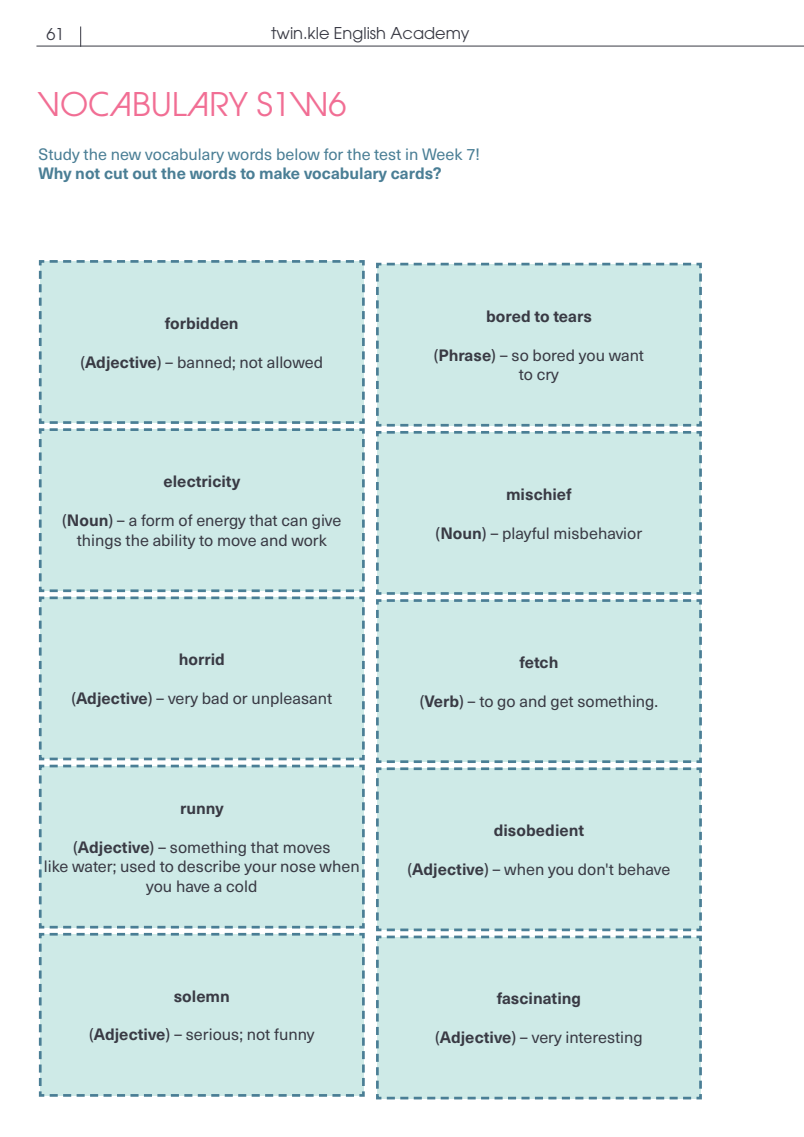 61
twin.kle English Academy
VOCABULARY S1W6
Study the new vocabulary words below for the test in Week 7!
Why not cut out the words to make vocabulary cards?
forbidden
(Adjective) – banned; not allowed
bored to tears
(Phrase) – so bored you want
to cry
electricity
(Noun) – a form of energy that can give
things the ability to move and work
mischief
(Noun) – playful misbehavior
horrid
(Adjective) – very bad or unpleasant
fetch
(Verb) – to go and get something.
runny
(Adjective) – something that moves
like water; used to describe your nose when
you have a cold
disobedient
(Adjective) – when you don't behave
solemn
(Adjective) – serious; not funny
fascinating
(Adjective) – very interesting